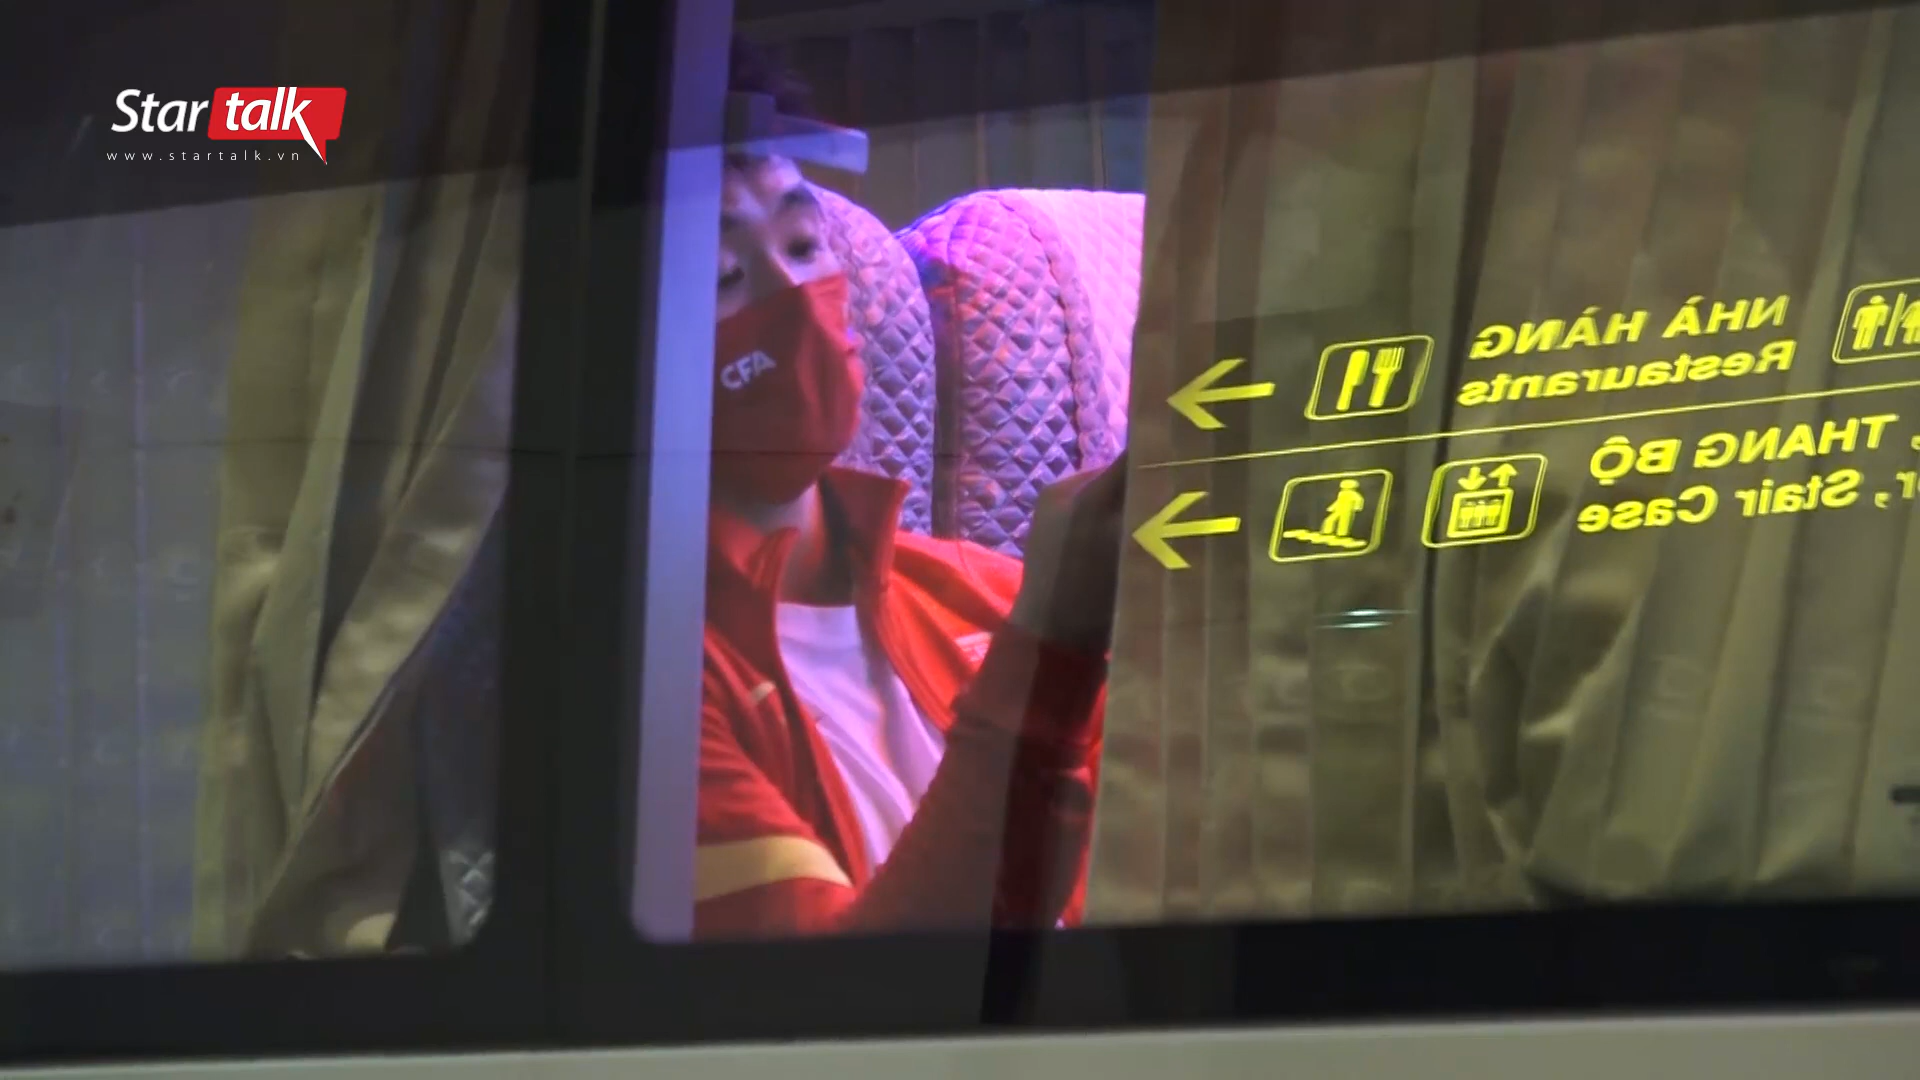 Star talk
www.startalk.vn
CFA
NHÀ HÀNG
Restaurants
THANG BỘ
, Stair Case